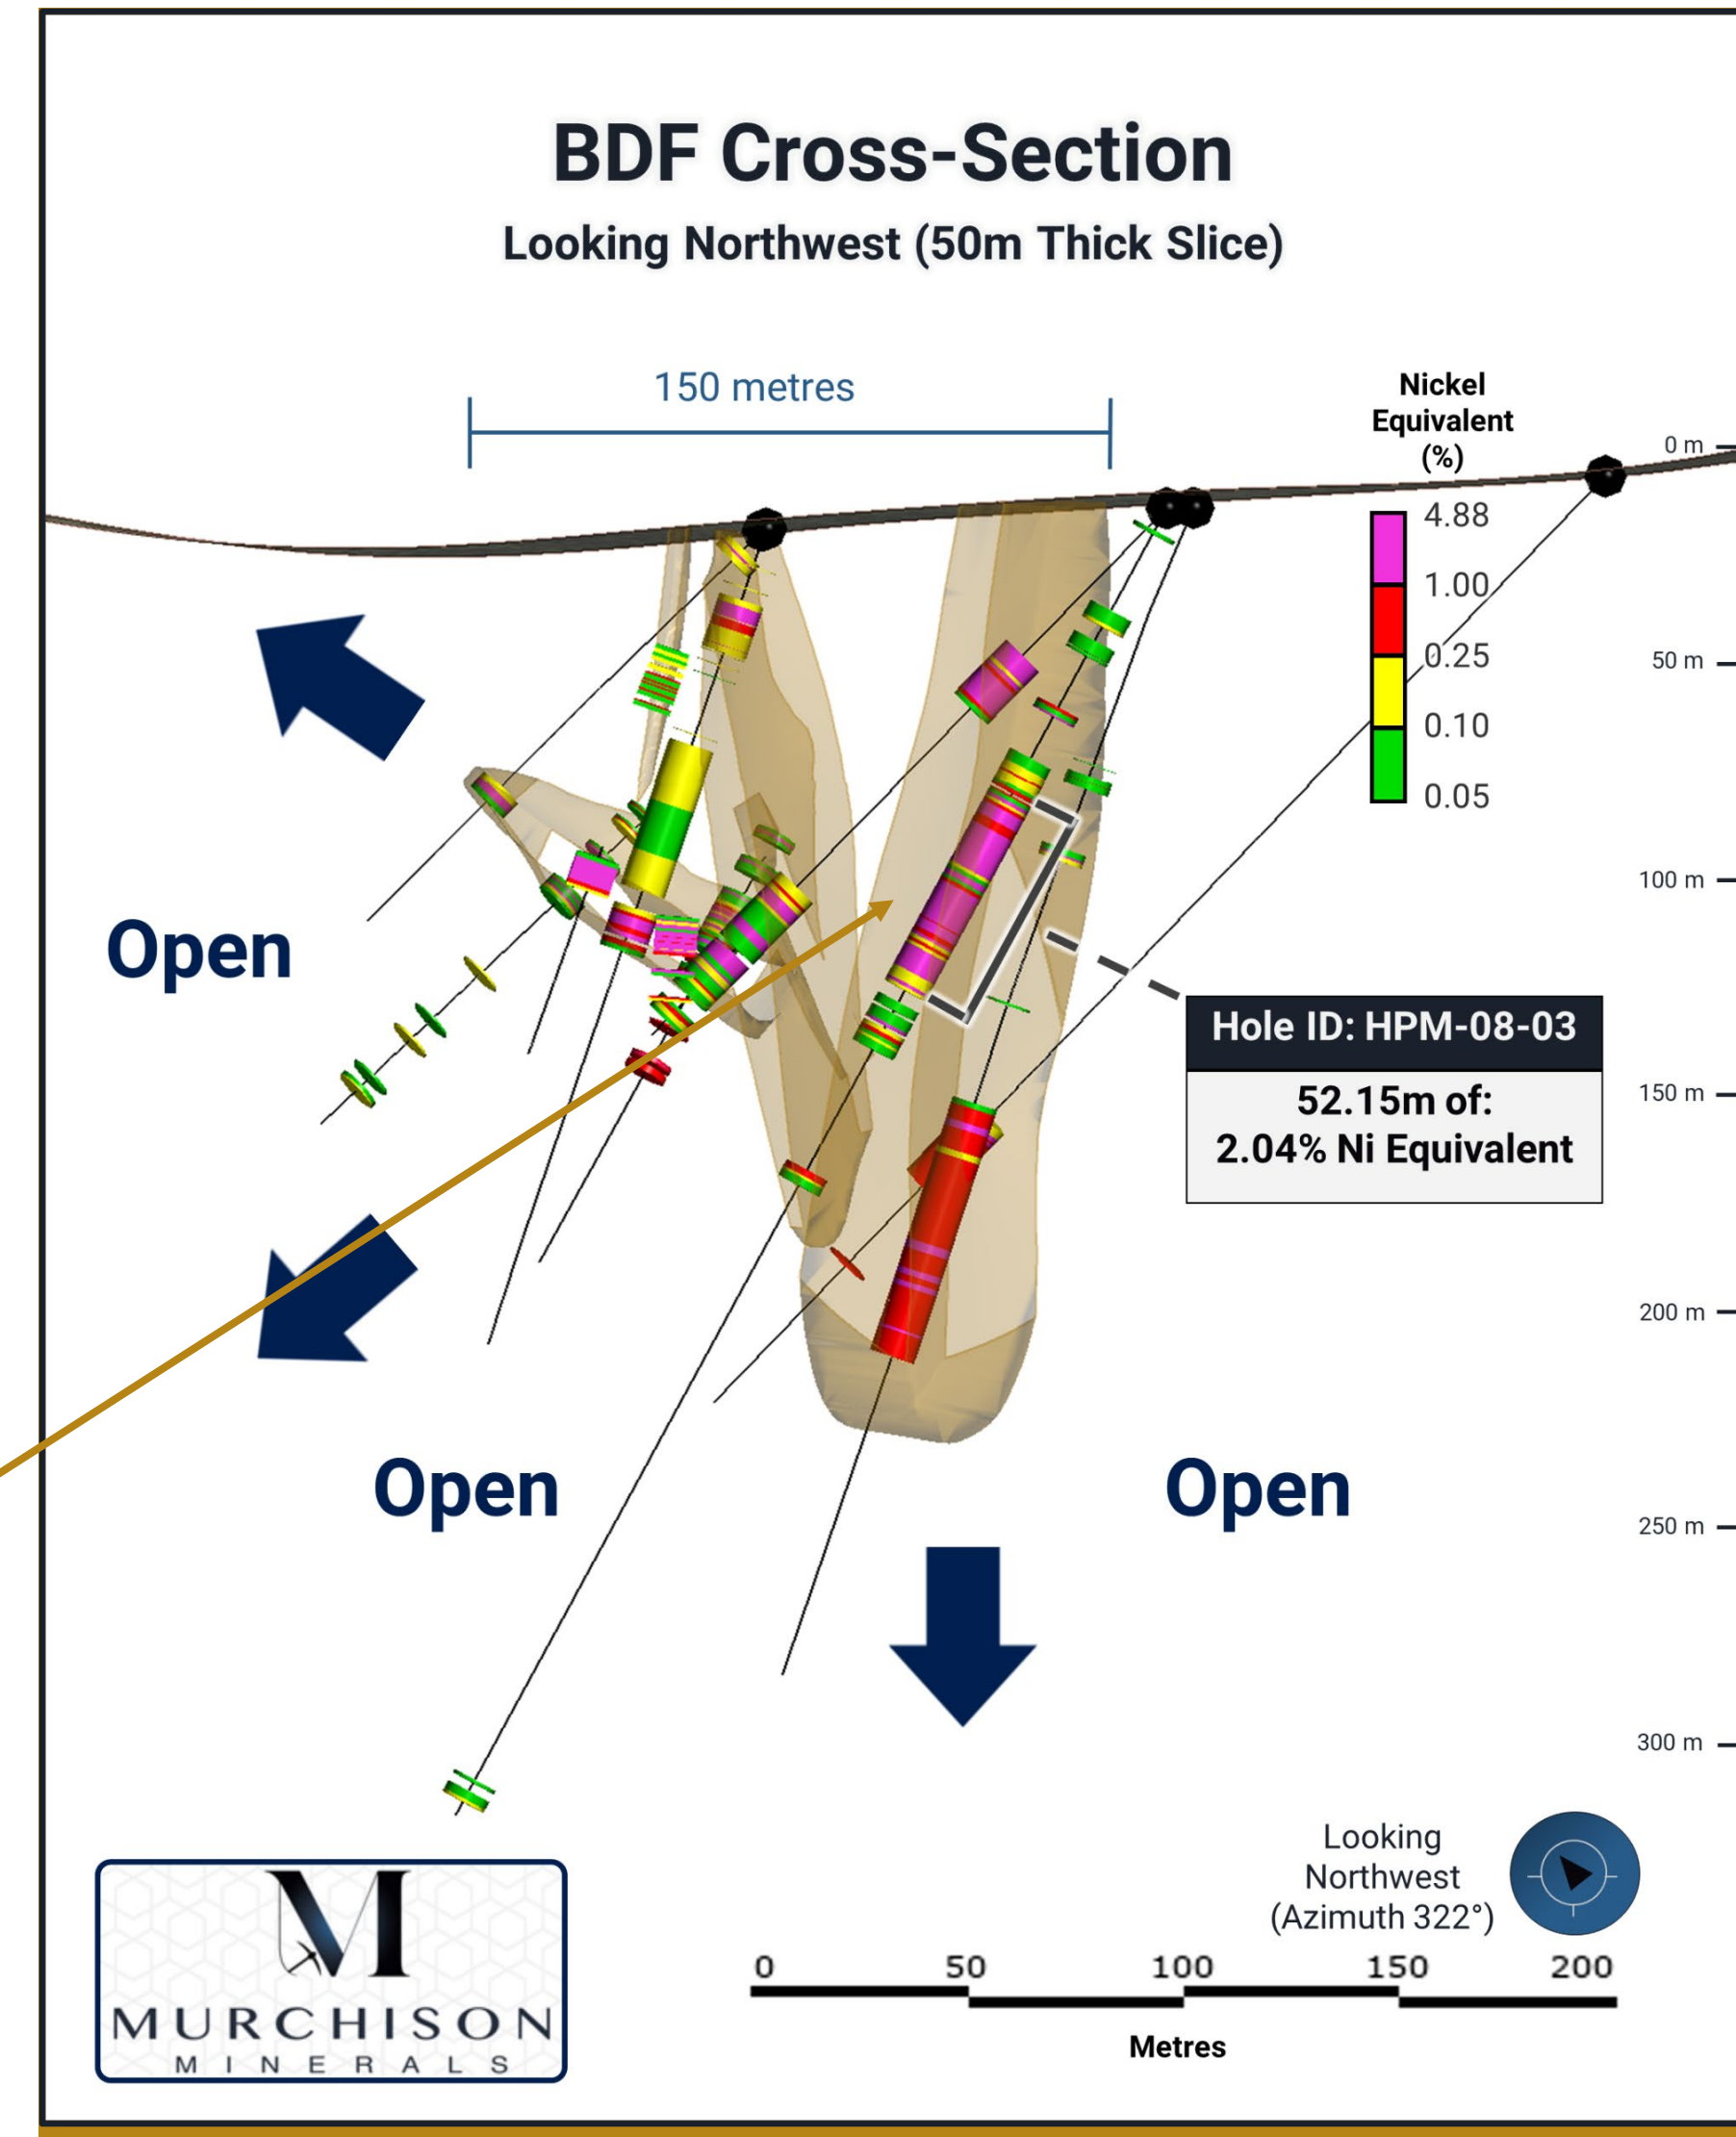 BDF Cross-Section
Looking Northwest (50m Thick Slice)
150 metres
Nickel
Equivalent
(%)
4.88
1.00
0.25
0.10
0.05
0 m
50 m
100 m
150 m
200 m
250 m
300 m
Open
Hole ID: HPM-08-03
52.15m of:
2.04% Ni Equivalent
Open
Open
Looking
Northwest
(Azimuth 322°)
0 50 100 150 200
Metres
M
MURCHISON
MINERALS